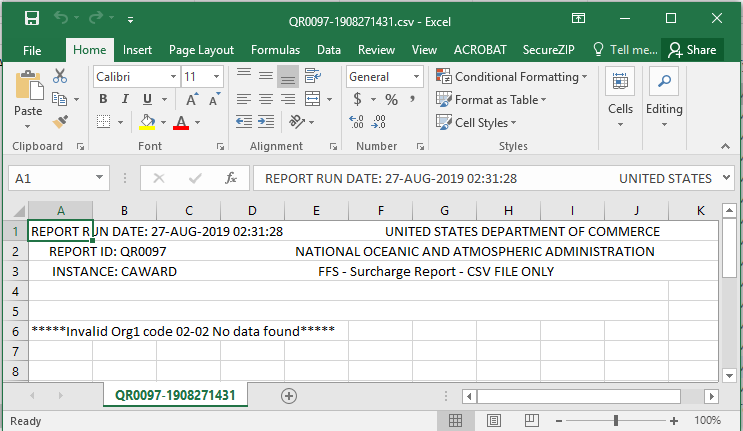 QR0097-1908271431.csv - Excel
File Home Insert Page Layout Formulas Data Review View ACROBAT SecureZIP Tell me... Share
Paste
Clipboard
Calibri 11
B I U A A
A
Font
Alignment
General
$ % ,
.0 .00
.00 .0
Number
Conditional Formatting
Format as Table
Cell Styles
Styles
Cells
Editing
A1 fx REPORT RUN DATE: 27-AUG-2019 02:31:28 UNITED STATES
A B C D E F G H I J K
1 REPORT RUN DATE: 27-AUG-2019 02:31:28 UNITED STATES DEPARTMENT OF COMMERCE
2 REPORT ID: QR0097 NATIONAL OCEANIC AND ATMOSPHERIC ADMINISTRATION
3 INSTANCE: CAWARD FFS - Surcharge Report - CSV FILE ONLY
4
5
6 *****Invalid Org1 code 02-02 No data found*****
7
8
QR0097-1908271431
Ready 100%